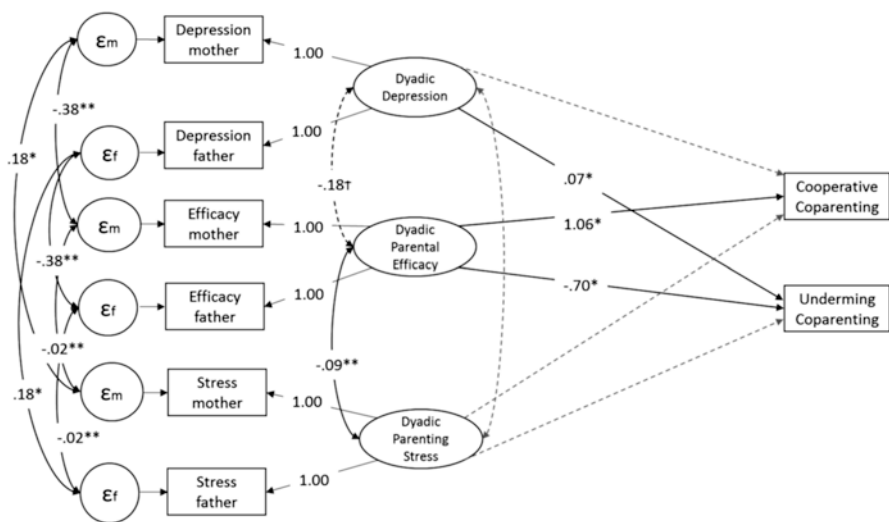 εm
Depression
mother
1.00
Dyadic
Depression
-.38**
1.00
.18*
εf
Depression
father
-.18†
.07*
Cooperative
Coparenting
εm
Efficacy
mother
1.00
Dyadic
Parental
Efficacy
1.06*
-.38**
-.70*
εf
Efficacy
father
1.00
Underming
Coparenting
-.02**
-.09**
.18*
εm
Stress
mother
1.00
Dyadic
Parenting
Stress
-.02**
1.00
εf
Stress
father